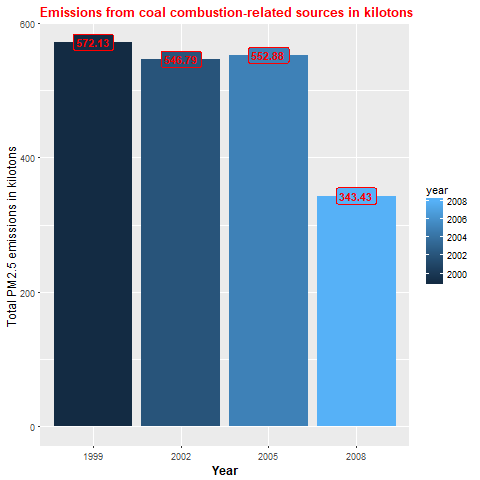 Emissions from coal combustion-related sources in kilotons
600
572.13
546.79
552.88
400
343.43
200
0
Total PM2.5 emissions in kilotons
1999 2002 2005 2008
Year
year
2008
2006
2004
2002
2000